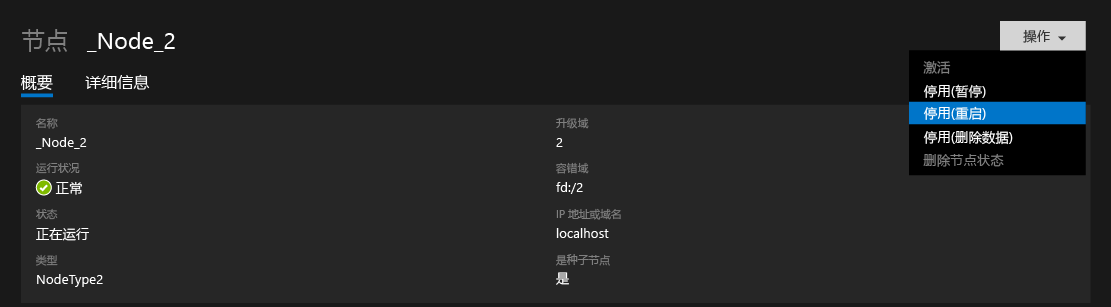 节点 _Node_2
操作
概要 详细信息
激活
停用(暂停)
停用(重启)
停用(删除数据)
删除节点状态
名称
_Node_2
运行状况
正常
状态
正在运行
类型
NodeType2
升级域
2
容错域
fd:/2
IP 地址或域名
localhost
是种子节点
是